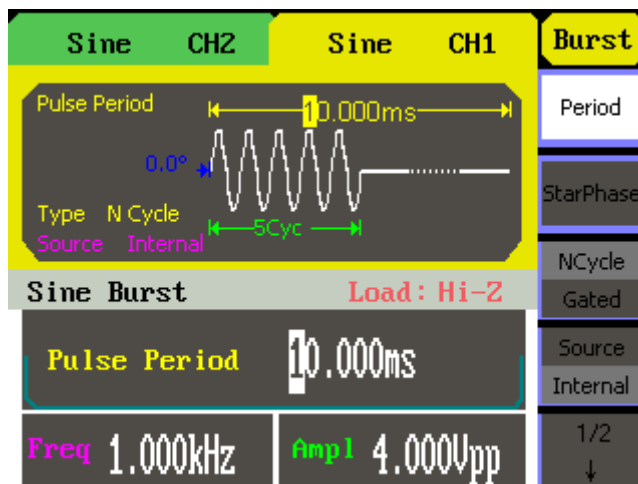 Sine CH2 Sine CH1 Burst
Pulse Period 10.000ms
Period
0.0°
StarPhase
Type N Cycle
5Cyc
Source Internal
NCycle
Gated
Sine Burst Load: Hi-Z
Pulse Period 10.000ms
Source
Internal
Freq 1.000kHz Ampl 4.000Vpp
1/2
↓